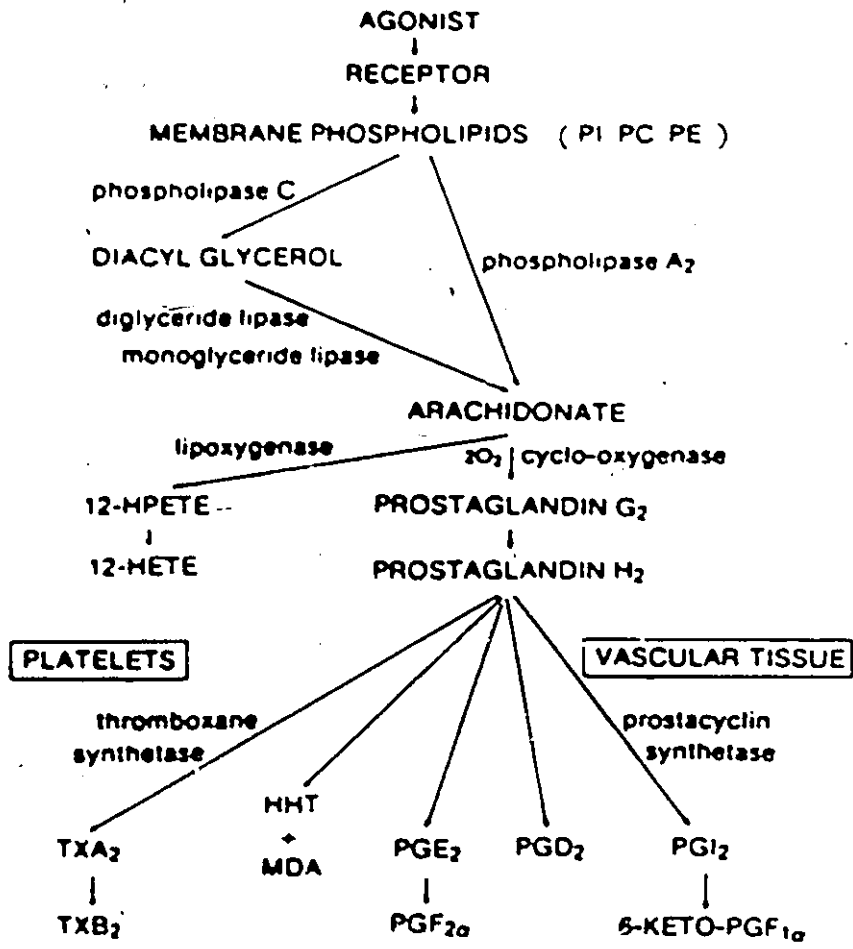 AGONIST
RECEPTOR
MEMBRANE PHOSPHOLIPIDS ( PI PC PE )
phospholipase C
DIACYL GLYCEROL
phospholipase A₂
diglyceride lipase
monoglyceride lipase
ARACHIDONATE
lipoxygenase
2O₂ cyclo-oxygenase
12-HPETE
PROSTAGLANDIN G₂
12-HETE
PROSTAGLANDIN H₂
PLATELETS
VASCULAR TISSUE
thromboxane
synthetase
prostacyclin
synthetase
HHT
+
MDA
TXA₂
PGE₂
PGD₂
PGI₂
TXB₂
PGF₂α
6-KETO-PGF₁α